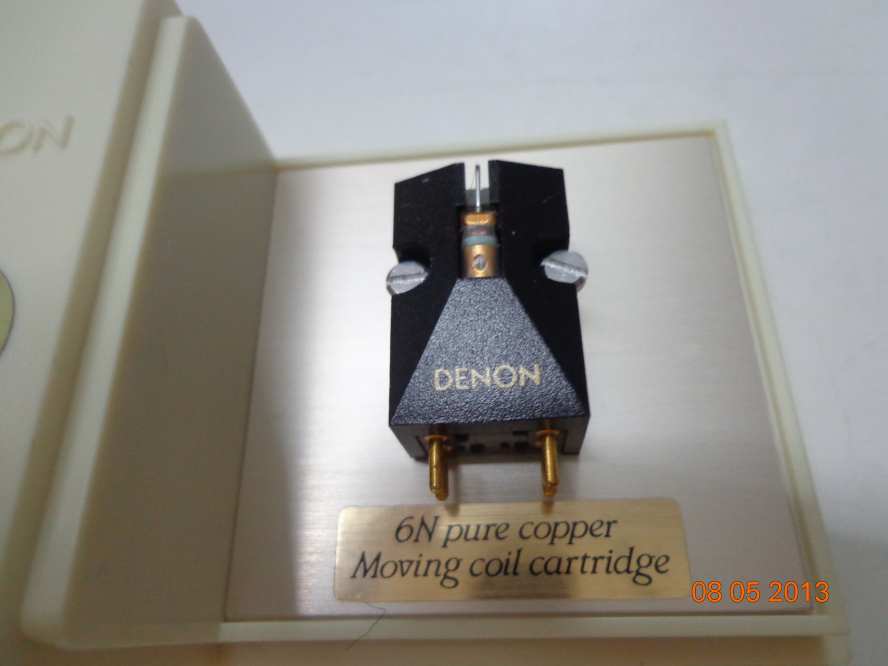 DENON
6N pure copper
Moving coil cartridge
08 05 2013